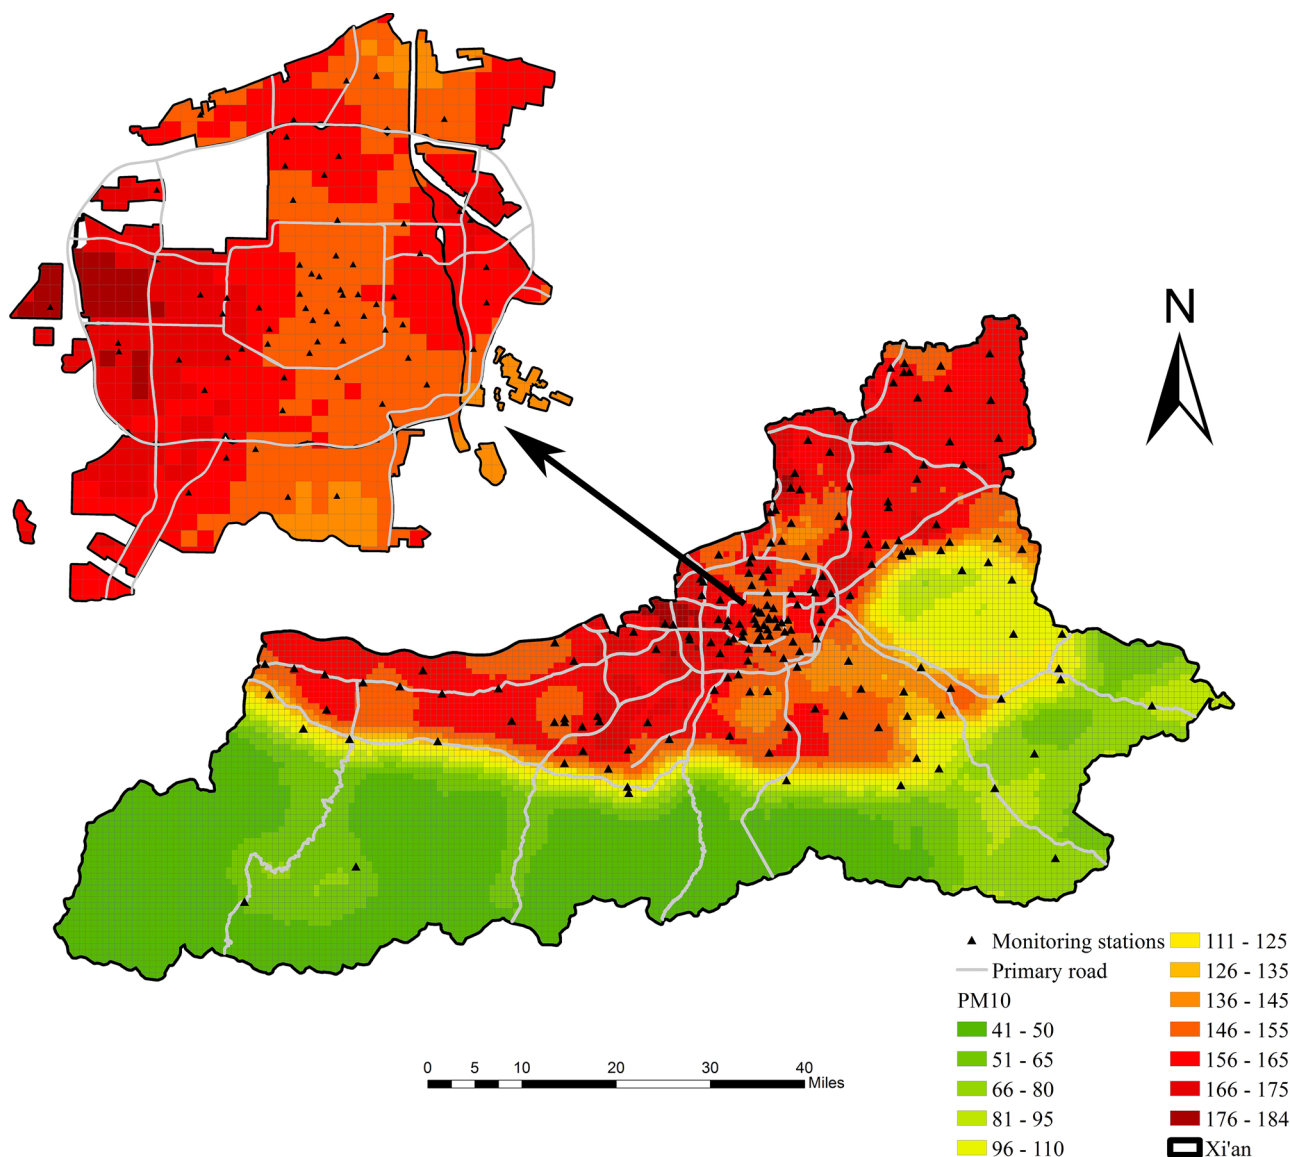 N
Monitoring stations
Primary road
PM10
41 - 50
51 - 65
66 - 80
81 - 95
96 - 110
111 - 125
126 - 135
136 - 145
146 - 155
156 - 165
166 - 175
176 - 184
Xi'an
0 5 10 20 30 40
Miles